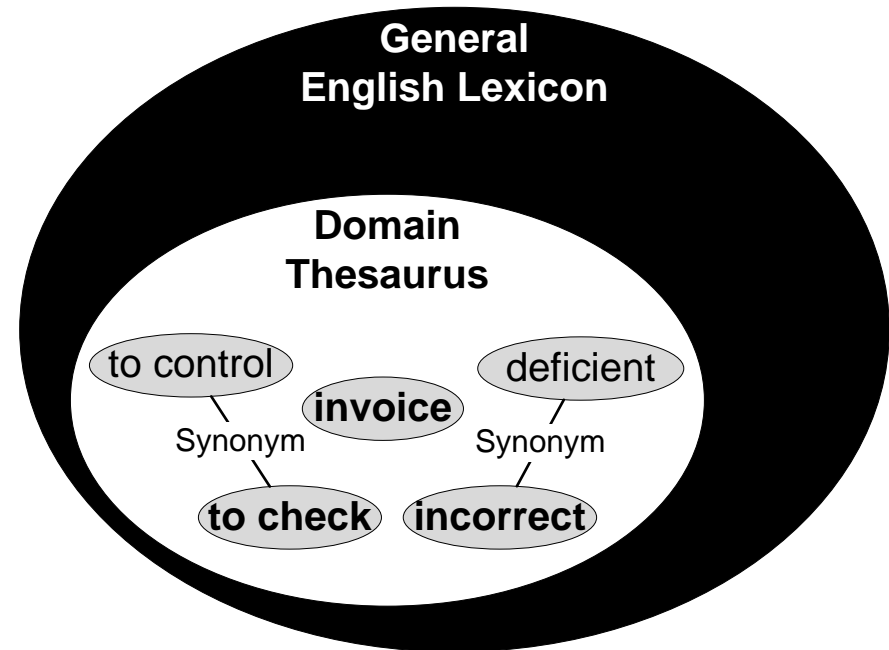 General
English Lexicon
Domain
Thesaurus
to control
deficient
invoice
Synonym
Synonym
to check
incorrect